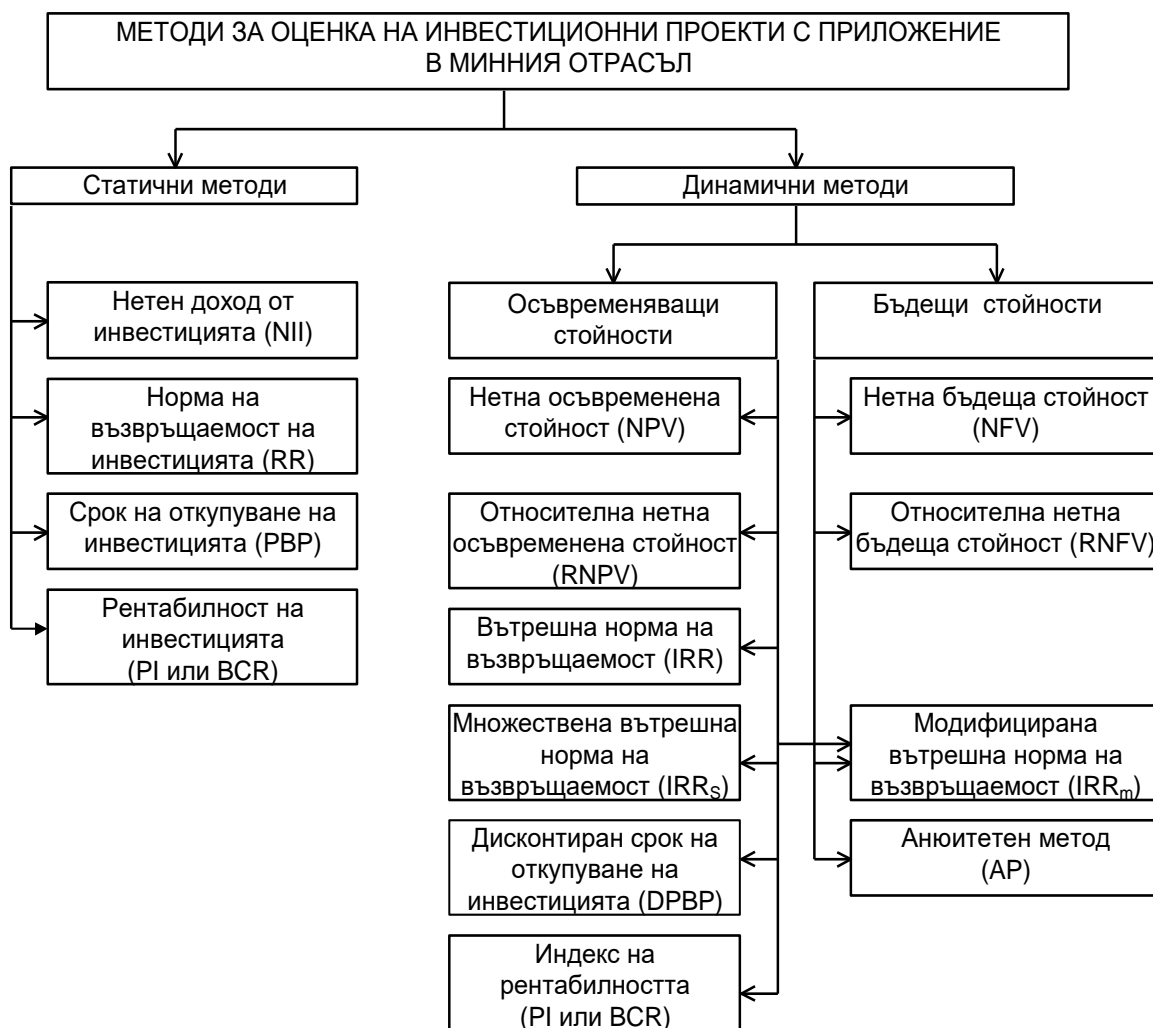 МЕТОДИ ЗА ОЦЕНКА НА ИНВЕСТИЦИОННИ ПРОЕКТИ С ПРИЛОЖЕНИЕ
В МИННИЯ ОТРАСЪЛ
Статични методи
Динамични методи
Нетен доход от
инвестицията (NII)
Норма на
възвръщаемост на
инвестицията (RR)
Срок на откупуване на
инвестицията (PBP)
Рентабилност на
инвестицията
(PI или BCR)
Осъвременяващи
стойности
Нетна осъвременена
стойност (NPV)
Относителна нетна
осъвременена стойност
(RNPV)
Вътрешна норма на
възвръщаемост (IRR)
Множествена вътрешна
норма на
възвръщаемост (IRRS)
Дисконтиран срок на
откупуване на
инвестицията (DPBP)
Индекс на
рентабилността
(PI или BCR)
Бъдещи стойности
Нетна бъдеща стойност
(NFV)
Относителна нетна
бъдеща стойност (RNFV)
Модифицирана
вътрешна норма на
възвръщаемост (IRRm)
Анюитетен метод
(AP)